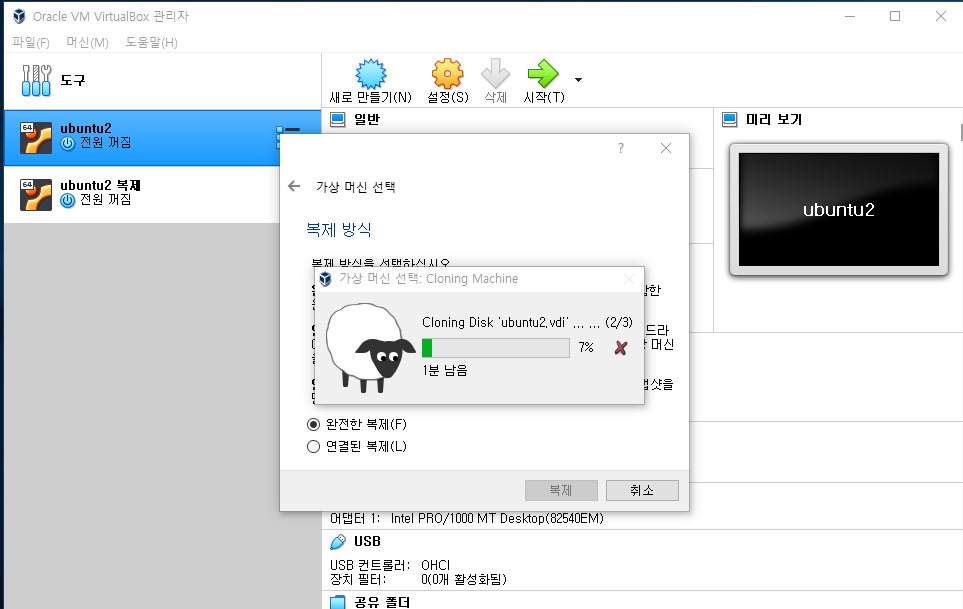 Oracle VM VirtualBox 관리자
파일(F) 머신(M) 도움말(H)
도구
새로 만들기(N) 설정(S) 삭제 시작(T)
64
ubuntu2
전원 꺼짐
64
ubuntu2 복제
전원 꺼짐
일반
미리 보기
ubuntu2
?
가상 머신 선택
복제 방식
복제 방식을 선택하십시오
한
드라
머신
샷을
가상 머신 선택: Cloning Machine
Cloning Disk 'ubuntu2.vdi' ... ... (2/3)
7%
1분 남음
완전한 복제(F)
연결된 복제(L)
복제 취소
어댑터 1: Intel PRO/1000 MT Desktop(82540EM)
USB
USB 컨트롤러: OHCI
장치 필터: 0(0개 활성화됨)
공유 폴더